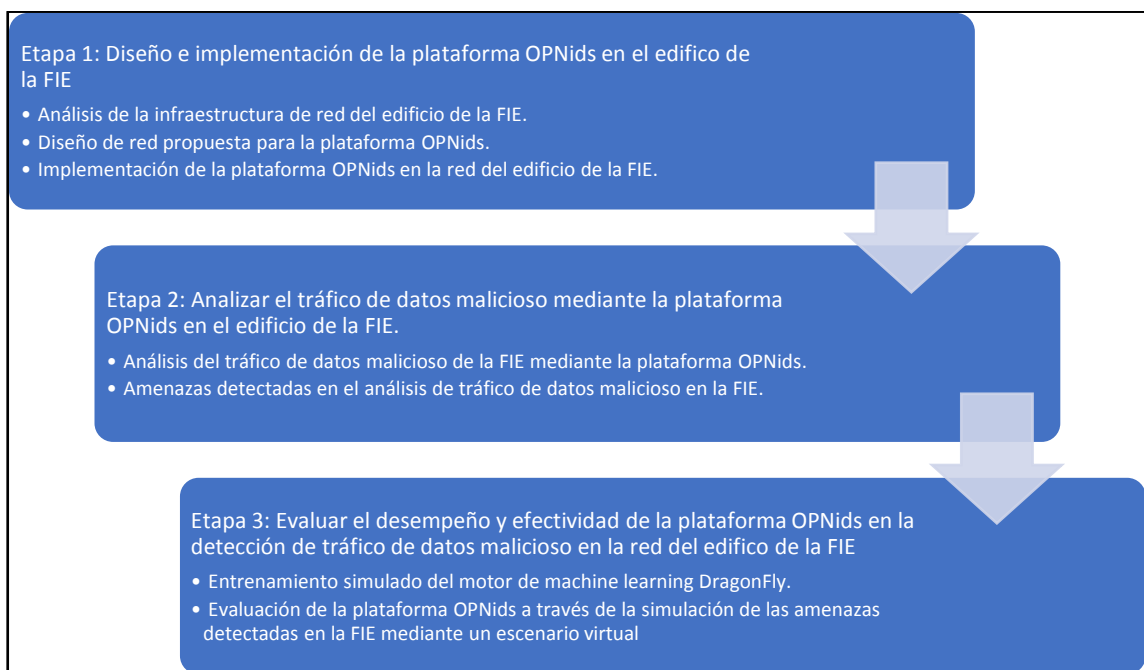 Etapa 1: Diseño e implementación de la plataforma OPNids en el edifico de
la FIE
• Análisis de la infraestructura de red del edificio de la FIE.
• Diseño de red propuesta para la plataforma OPNids.
• Implementación de la plataforma OPNids en la red del edificio de la FIE.
Etapa 2: Analizar el tráfico de datos malicioso mediante la plataforma
OPNids en el edificio de la FIE.
• Análisis del tráfico de datos malicioso de la FIE mediante la plataforma OPNids.
• Amenazas detectadas en el análisis de tráfico de datos malicioso en la FIE.
Etapa 3: Evaluar el desempeño y efectividad de la plataforma OPNids en la
detección de tráfico de datos malicioso en la red del edifico de la FIE
• Entrenamiento simulado del motor de machine learning DragonFly.
• Evaluación de la plataforma OPNids a través de la simulación de las amenazas
detectadas en la FIE mediante un escenario virtual